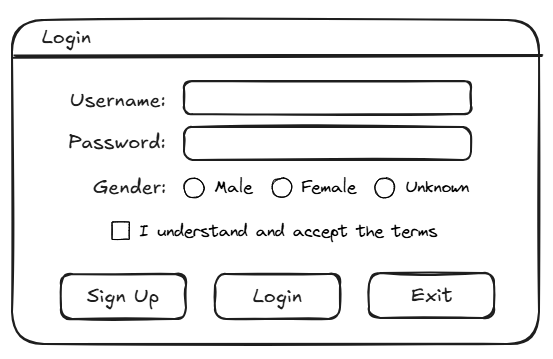 Login
Username:
Password:
Gender: Male Female Unknown
I understand and accept the terms
Sign Up Login Exit